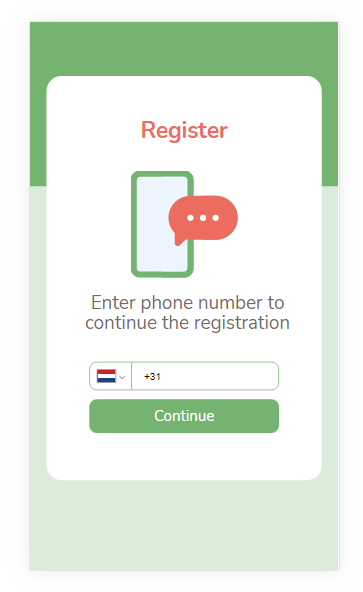 Register
Enter phone number to
continue the registration
+31
Continue